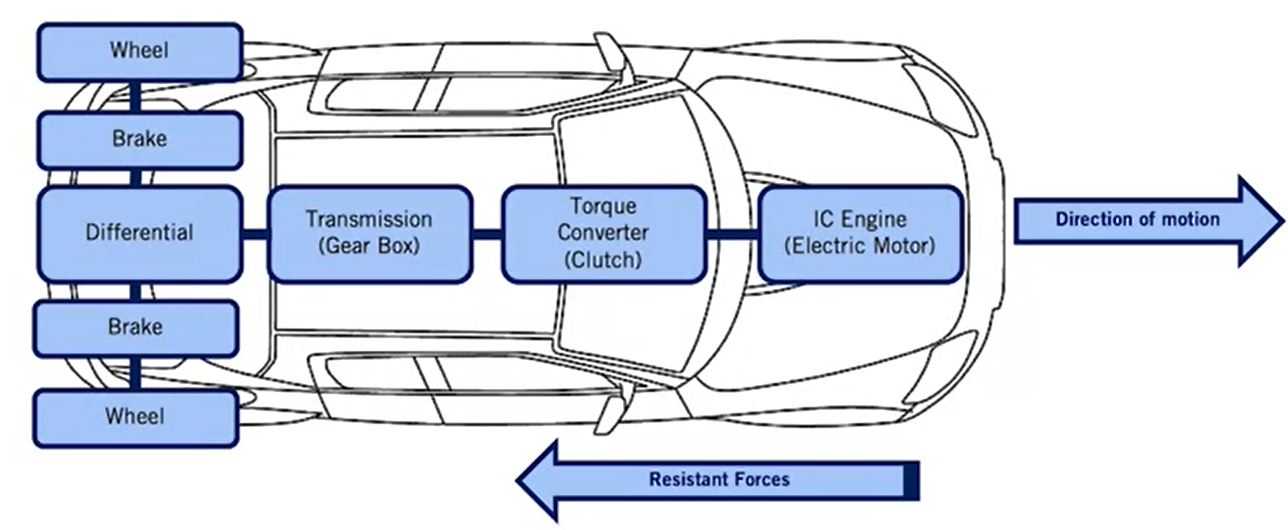 Wheel
Brake
Differential
Transmission
(Gear Box)
Torque
Converter
(Clutch)
IC Engine
(Electric Motor)
Direction of motion
Brake
Wheel
Resistant Forces